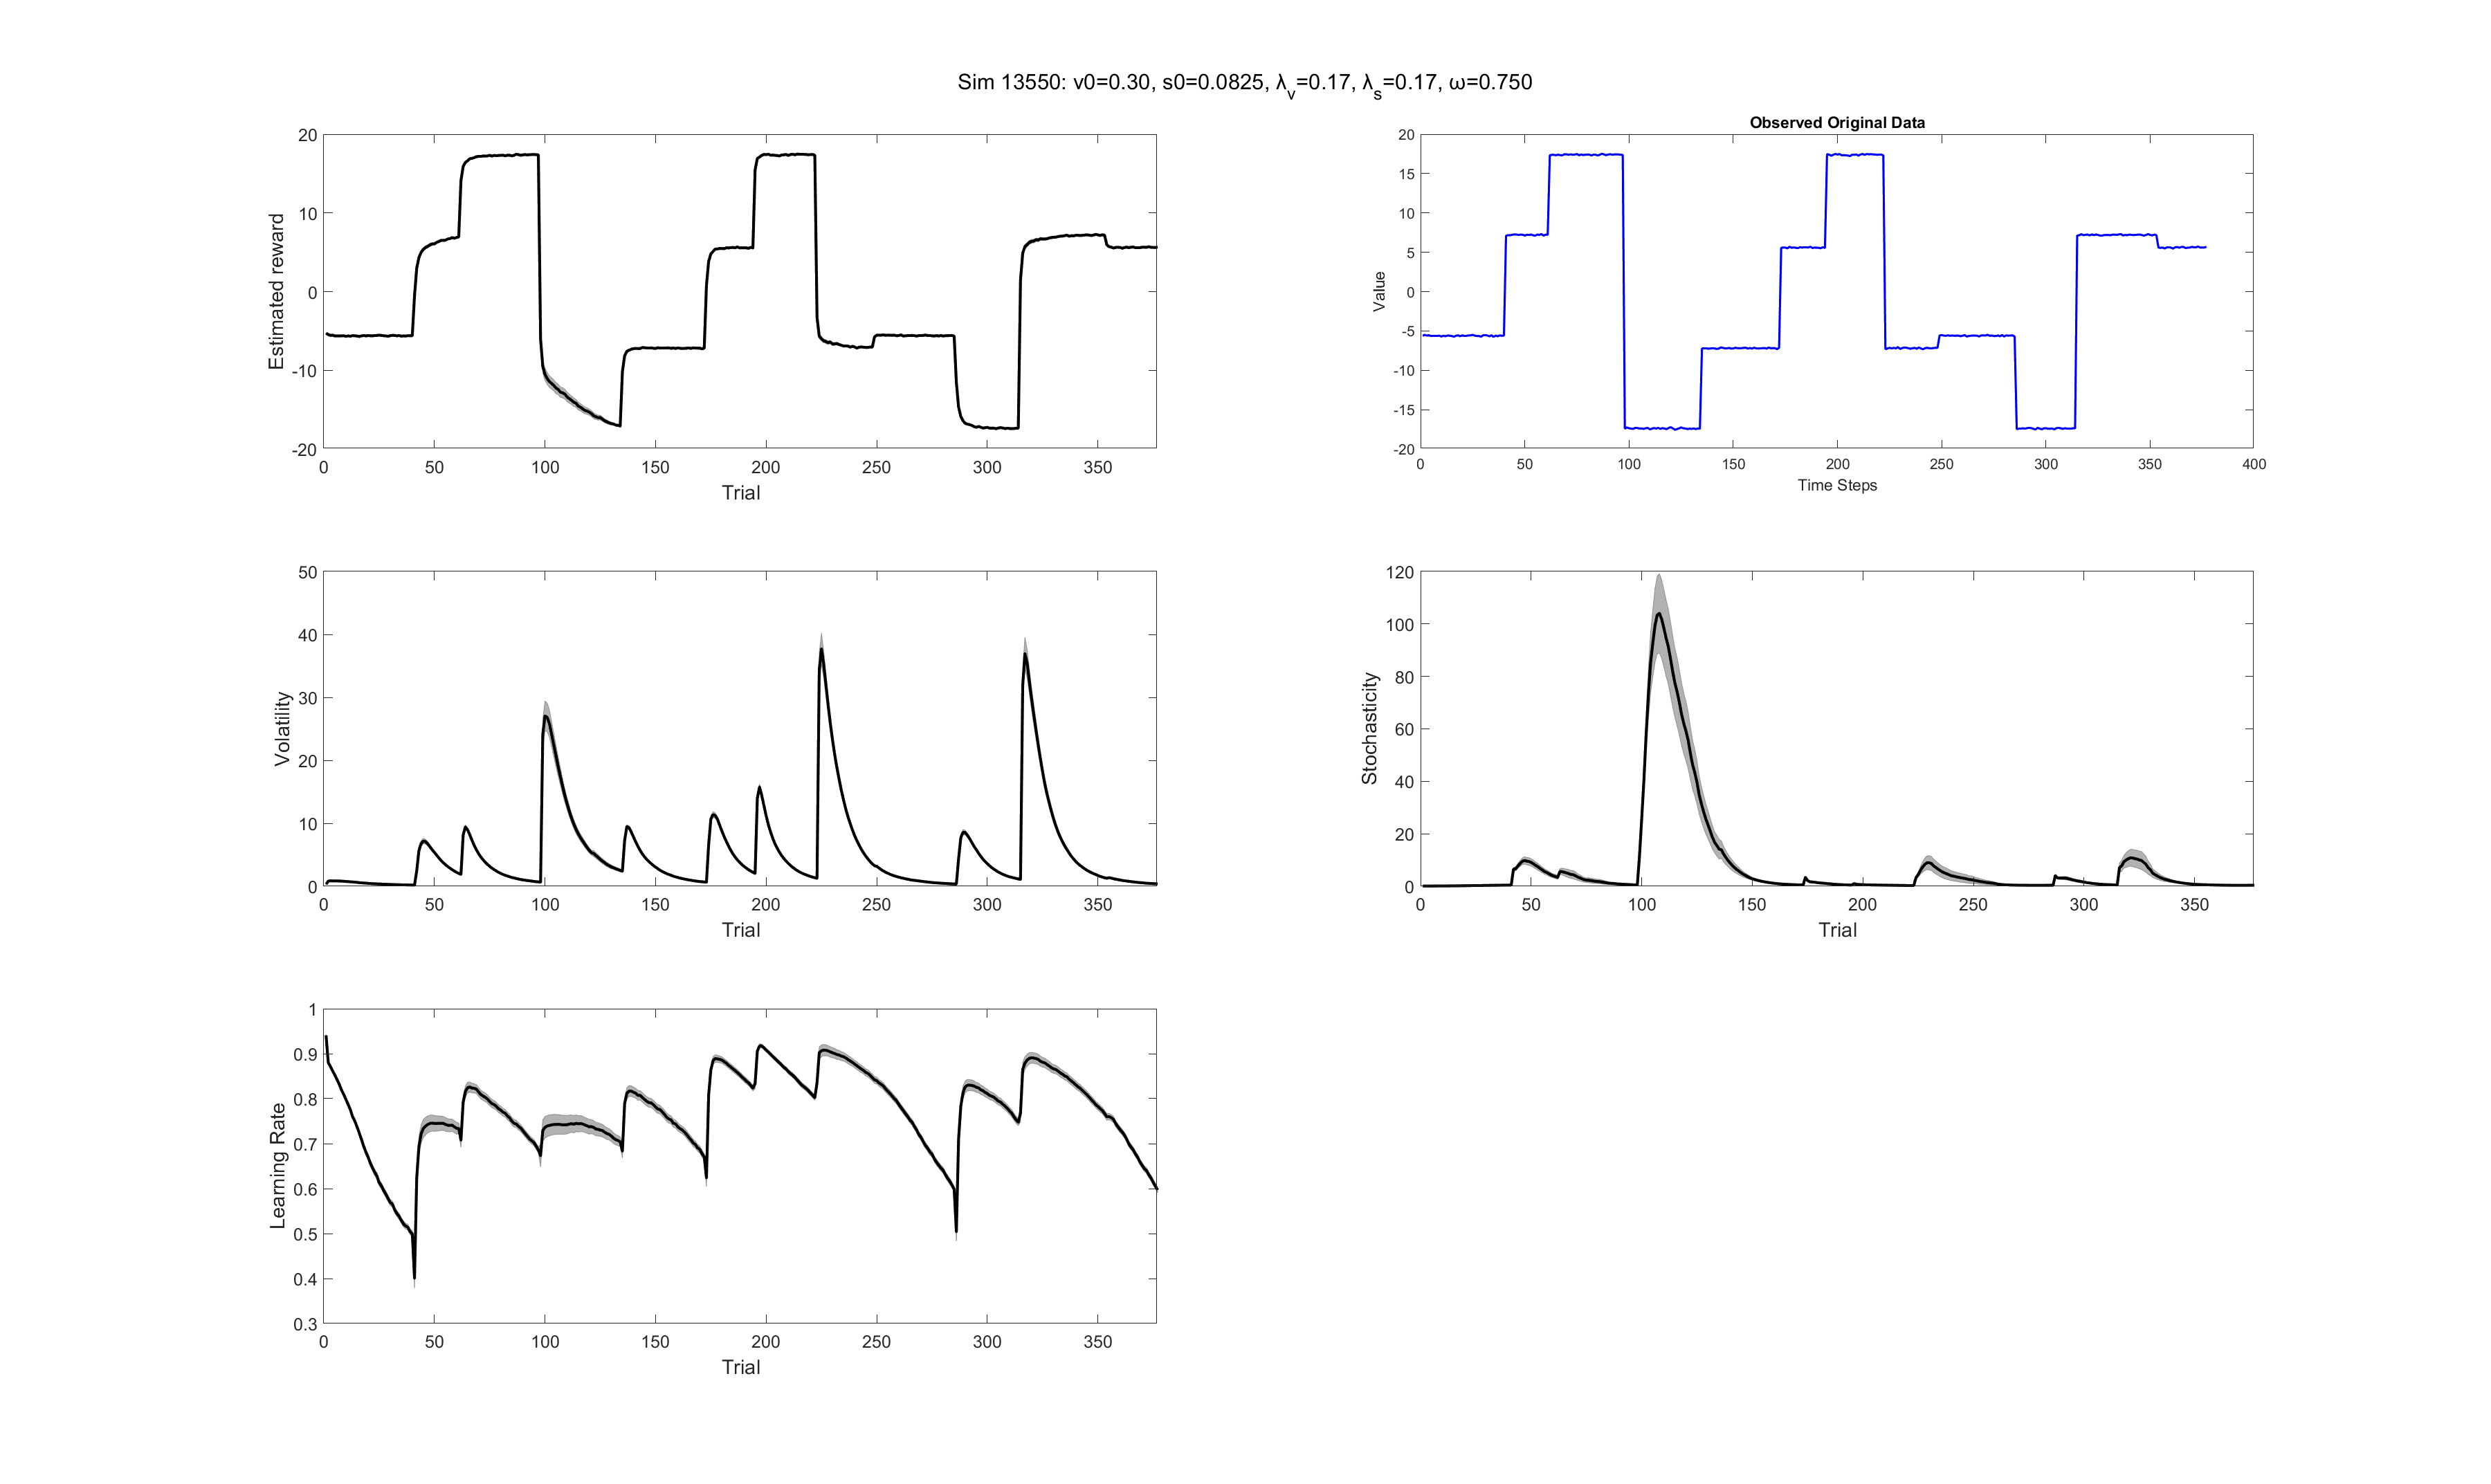 Sim 13550: v0=0.30, s0=0.0825, λv=0.17, λs=0.17, ω=0.750
20
10
0
-10
-20
Estimated reward
0 50 100 150 200 250 300 350
Trial
Observed Original Data
20
15
10
5
0
-5
-10
-15
-20
Value
0 50 100 150 200 250 300 350 400
Time Steps
50
40
30
20
10
0
Volatility
0 50 100 150 200 250 300 350
Trial
120
100
80
60
40
20
0
Stochasticity
0 50 100 150 200 250 300 350
Trial
1
0.9
0.8
0.7
0.6
0.5
0.4
0.3
Learning Rate
0 50 100 150 200 250 300 350
Trial